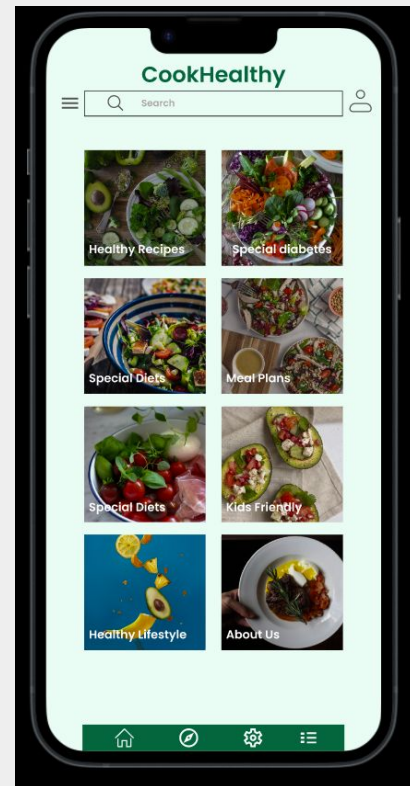 CookHealthy
Search
Healthy Recipes
Special diabetes
Special Diets
Meal Plans
Special Diets
Kids Friendly
Healthy Lifestyle
About Us